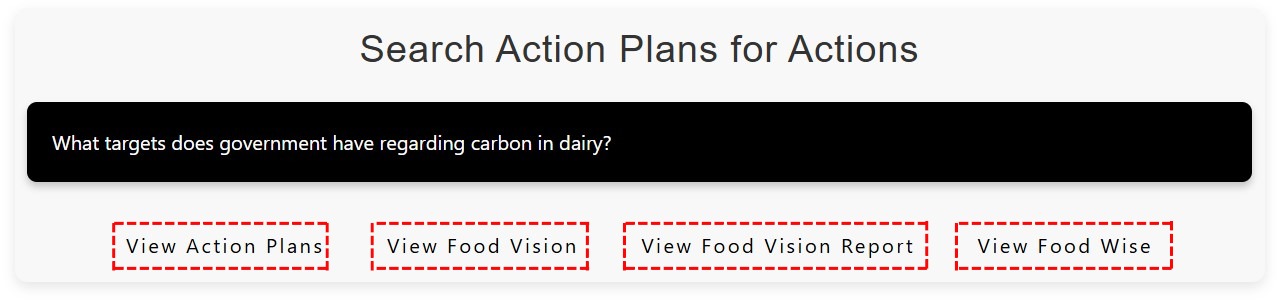 Search Action Plans for Actions
What targets does government have regarding carbon in dairy?
View Action Plans View Food Vision View Food Vision Report View Food Wise